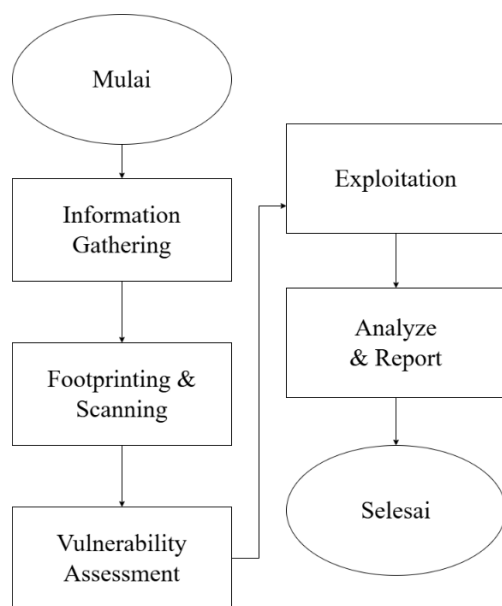 Mulai
Information
Gathering
Footprinting &
Scanning
Vulnerability
Assessment
Exploitation
Analyze
& Report
Selesai